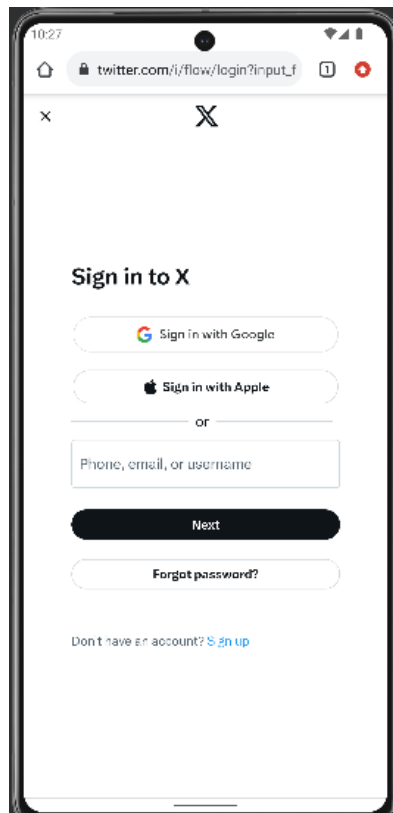 10:27
twitter.com/i/flow/login?input_f
1
X
Sign in to X
Sign in with Google
Sign in with Apple
or
Phone, email, or username
Next
Forgot password?
Don't have an account? Sign up